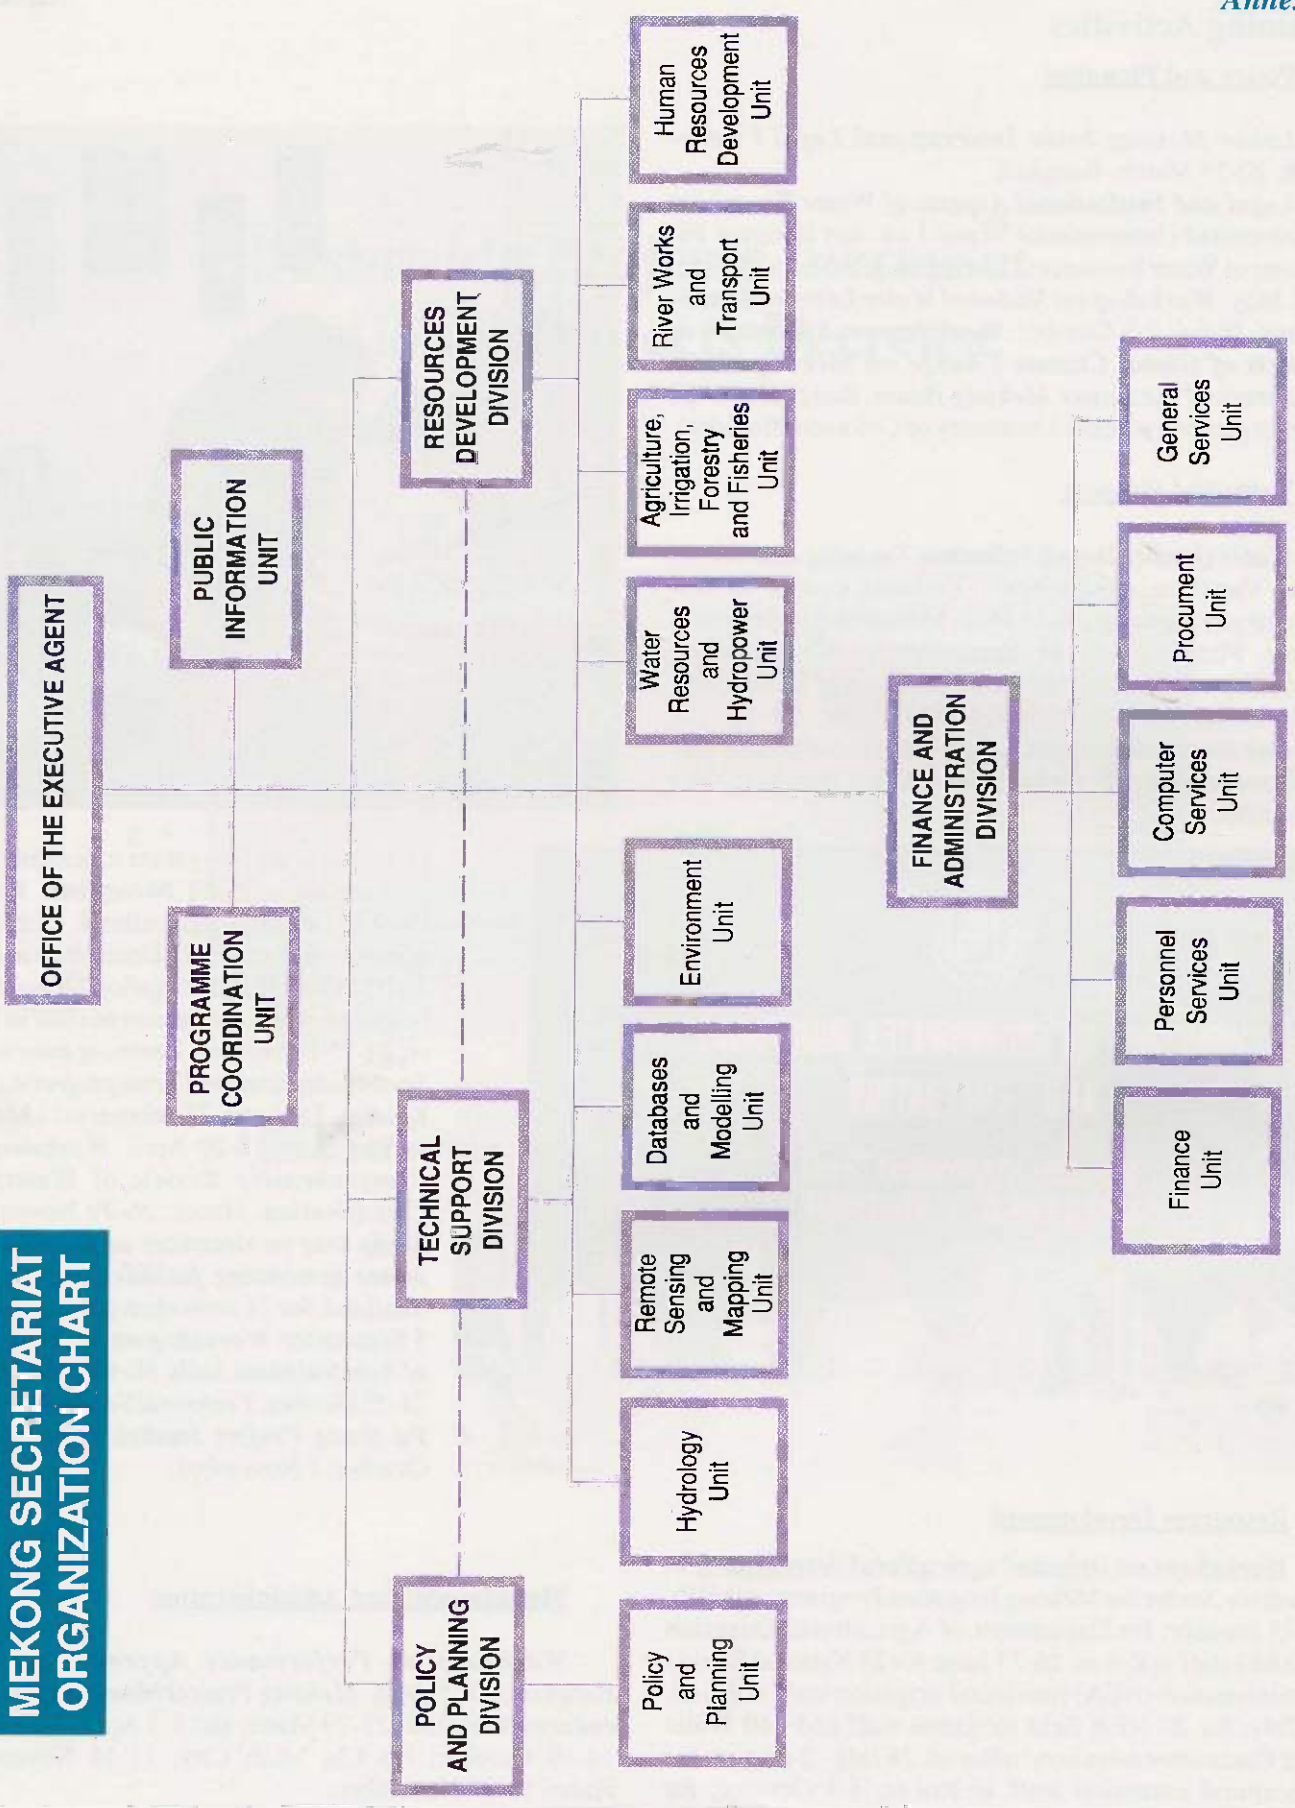 Anne
MEKONG SECRETARIAT
ORGANIZATION CHART
OFFICE OF THE EXECUTIVE AGENT
PROGRAMME
COORDINATION
UNIT
PUBLIC
INFORMATION
UNIT
POLICY
AND PLANNING
DIVISION
TECHNICAL
SUPPORT
DIVISION
RESOURCES
DEVELOPMENT
DIVISION
Policy
and
Planning
Unit
Hydrology
Unit
Remote
Sensing
and
Mapping
Unit
Databases
and
Modelling
Unit
Environment
Unit
Water
Resources
and
Hydropower
Unit
Agriculture,
Irrigation,
Forestry
and Fisheries
Unit
River Works
and
Transport
Unit
Human
Resources
Development
Unit
FINANCE AND
ADMINISTRATION
DIVISION
Finance
Unit
Personnel
Services
Unit
Computer
Services
Unit
Procument
Unit
General
Services
Unit